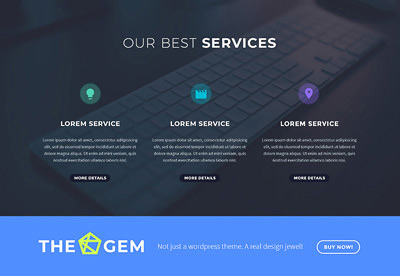 OUR BEST SERVICES
LOREM SERVICE
Lorem ipsum dolor sit amet, consectetur adipisicing
elit, sed do eiusmod tempor incididunt ut labore et
dolore magna aliquas. Ut enim ad minim veniam, quis
nostrud exercitation ullamco laboris nisi.
MORE DETAILS
LOREM SERVICE
Lorem ipsum dolor sit amet, consectetur adipisicing
elit, sed do eiusmod tempor incididunt ut labore et
dolore magna aliquas. Ut enim ad minim veniam, quis
nostrud exercitation ullamco laboris nisi.
MORE DETAILS
LOREM SERVICE
Lorem ipsum dolor sit amet, consectetur adipisicing
elit, sed do eiusmod tempor incididunt ut labore et
dolore magna aliquas. Ut enim ad minim veniam, quis
nostrud exercitation ullamco laboris nisi.
MORE DETAILS
THE GEM
Not just a wordpress theme. A real design jewel!
BUY NOW!